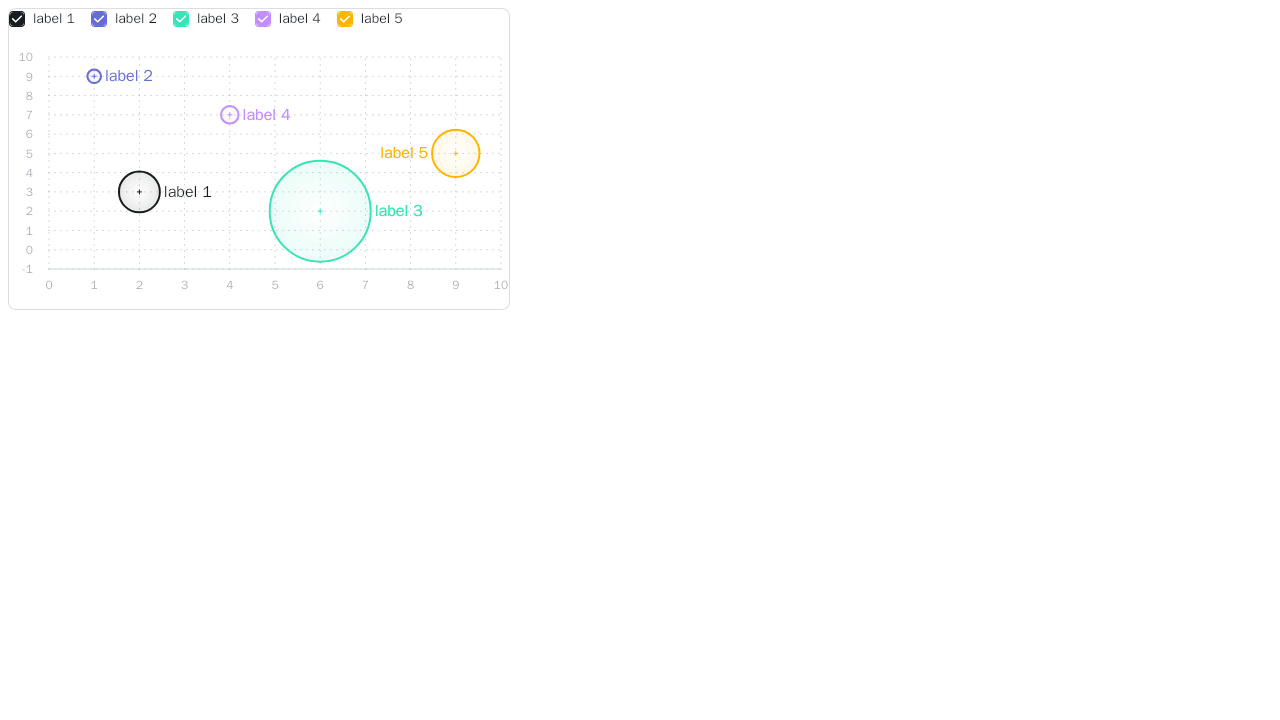 label 1 label 2 label 3 label 4 label 5
10
9 label 2
8
7 label 4
6
5 label 5
4
3 label 1
2 label 3
1
0
-1
0 1 2 3 4 5 6 7 8 9 10